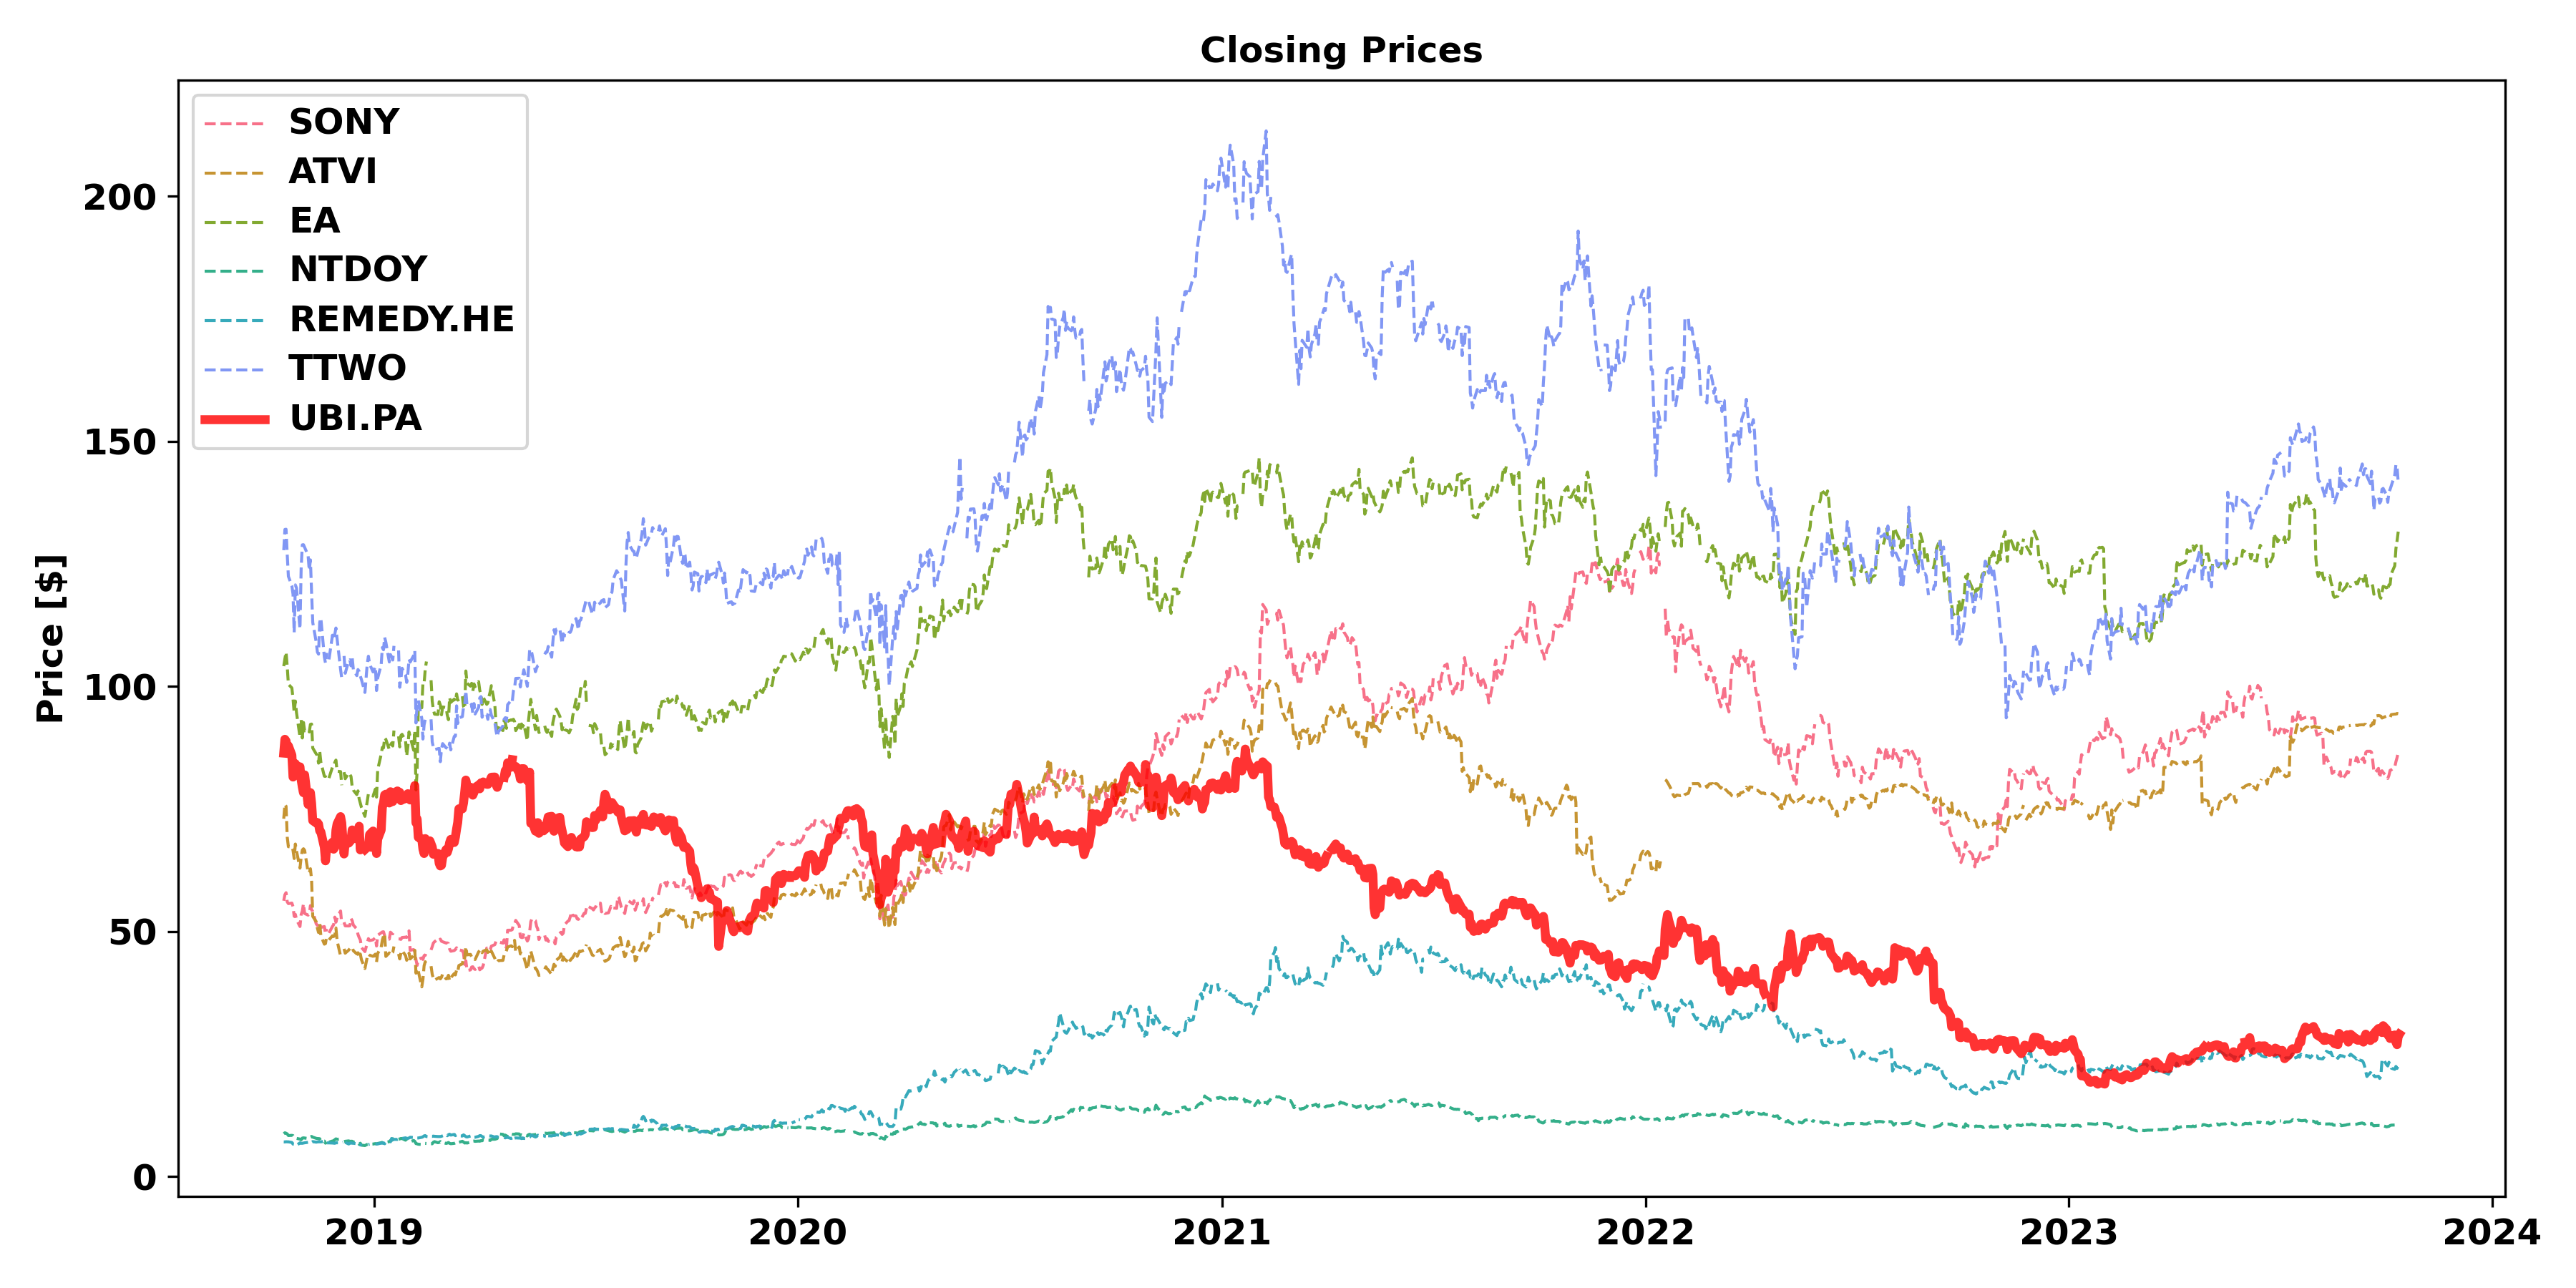 Closing Prices
SONY
ATVI
EA
NTDOY
REMEDY.HE
TTWO
UBI.PA
Price [$]
200
150
100
50
0
2019
2020
2021
2022
2023
2024